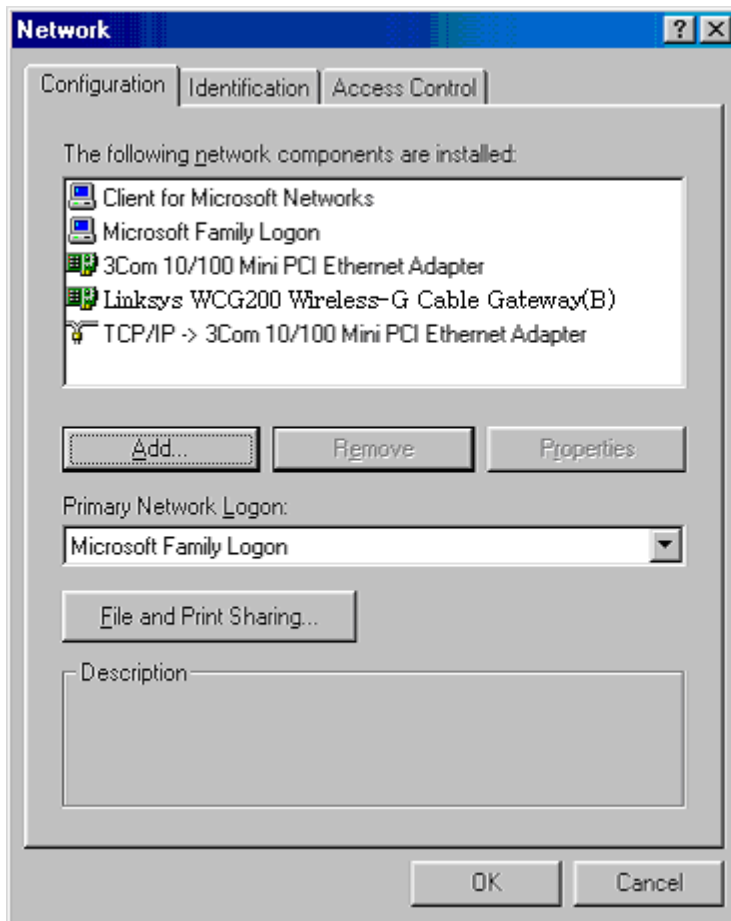 Network
Configuration Identification Access Control
The following network components are installed:
Client for Microsoft Networks
Microsoft Family Logon
3Com 10/100 Mini PCI Ethernet Adapter
Linksys WCG200 Wireless-G Cable Gateway(B)
TCP/IP -> 3Com 10/100 Mini PCI Ethernet Adapter
Add... Remove Properties
Primary Network Logon:
Microsoft Family Logon
File and Print Sharing...
Description
OK Cancel